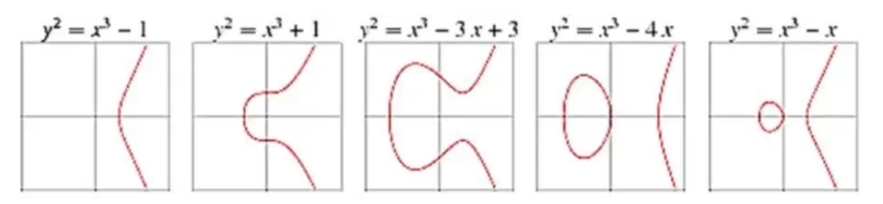 y² = x³ − 1
y² = x³ + 1
y² = x³ − 3 x + 3
y² = x³ − 4 x
y² = x³ − x